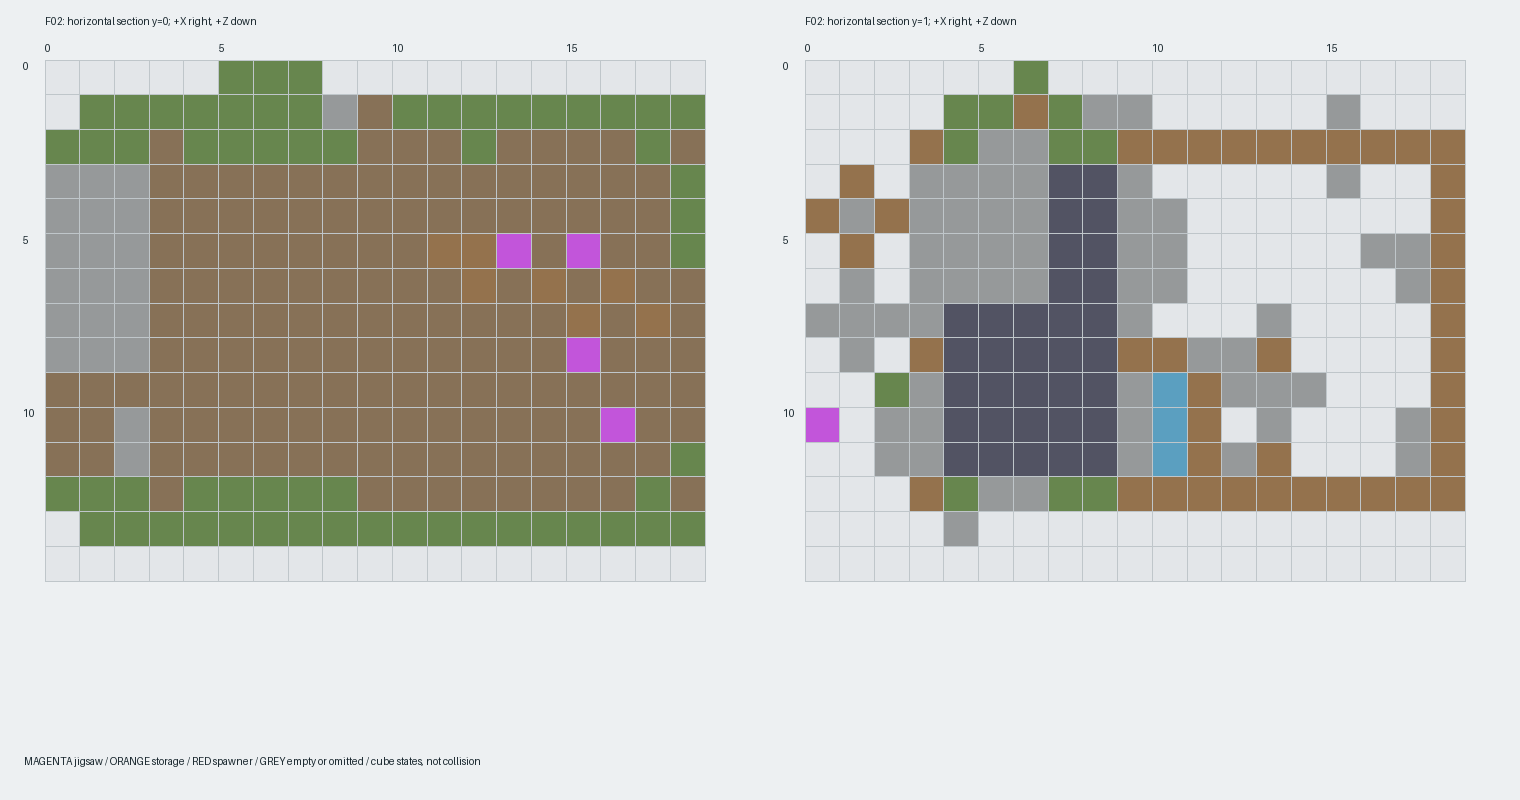 F02: horizontal section y=0; +X right, +Z down
F02: horizontal section y=1; +X right, +Z down
0 5 10 15
0 5 10 15
0
0
5
5
10
10
MAGENTA jigsaw / ORANGE storage / RED spawner / GREY empty or omitted / cube states, not collision